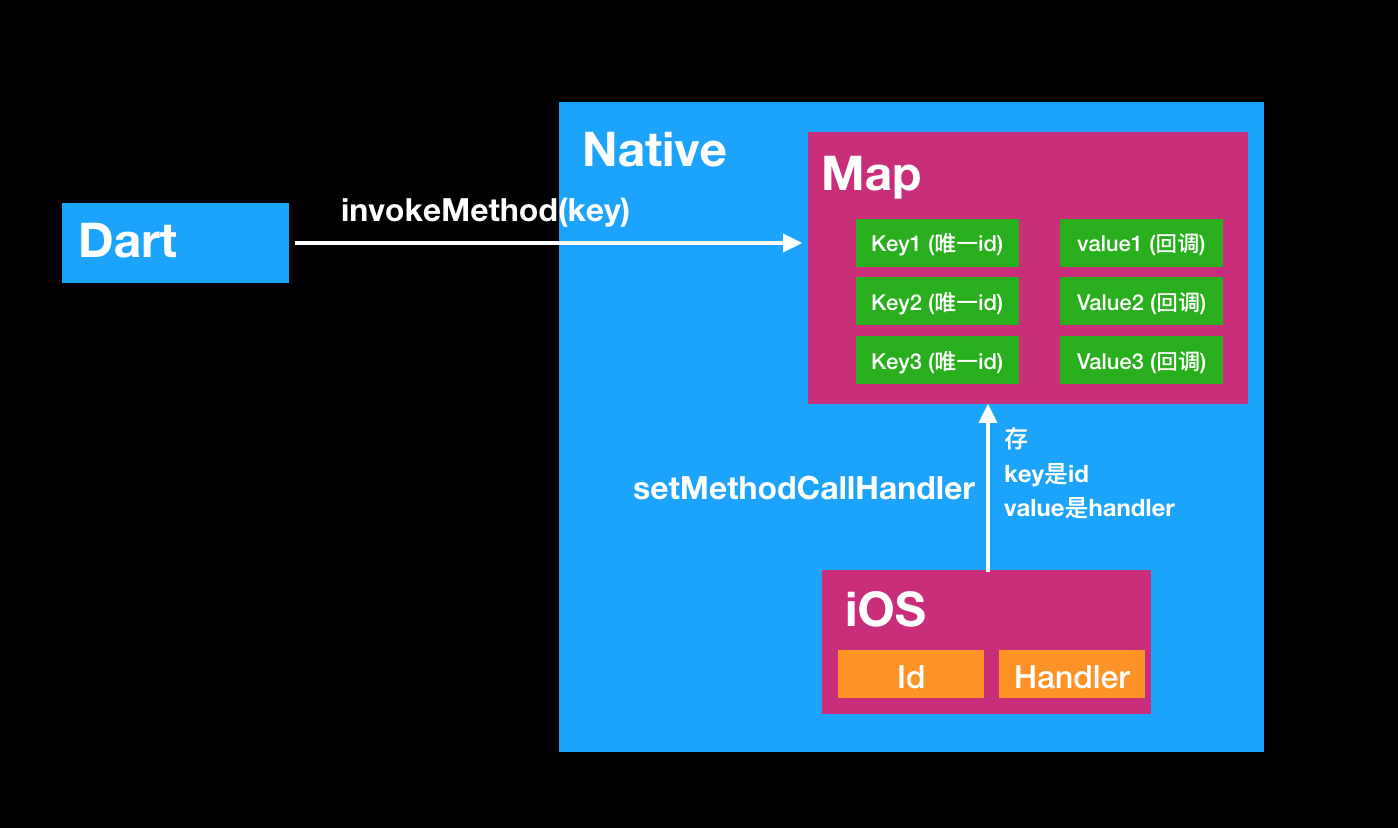 Native
Map
invokeMethod(key)
Dart
Key1 (唯一id)
value1 (回调)
Key2 (唯一id)
Value2 (回调)
Key3 (唯一id)
Value3 (回调)
存
key是id
value是handler
setMethodCallHandler
iOS
Id
Handler